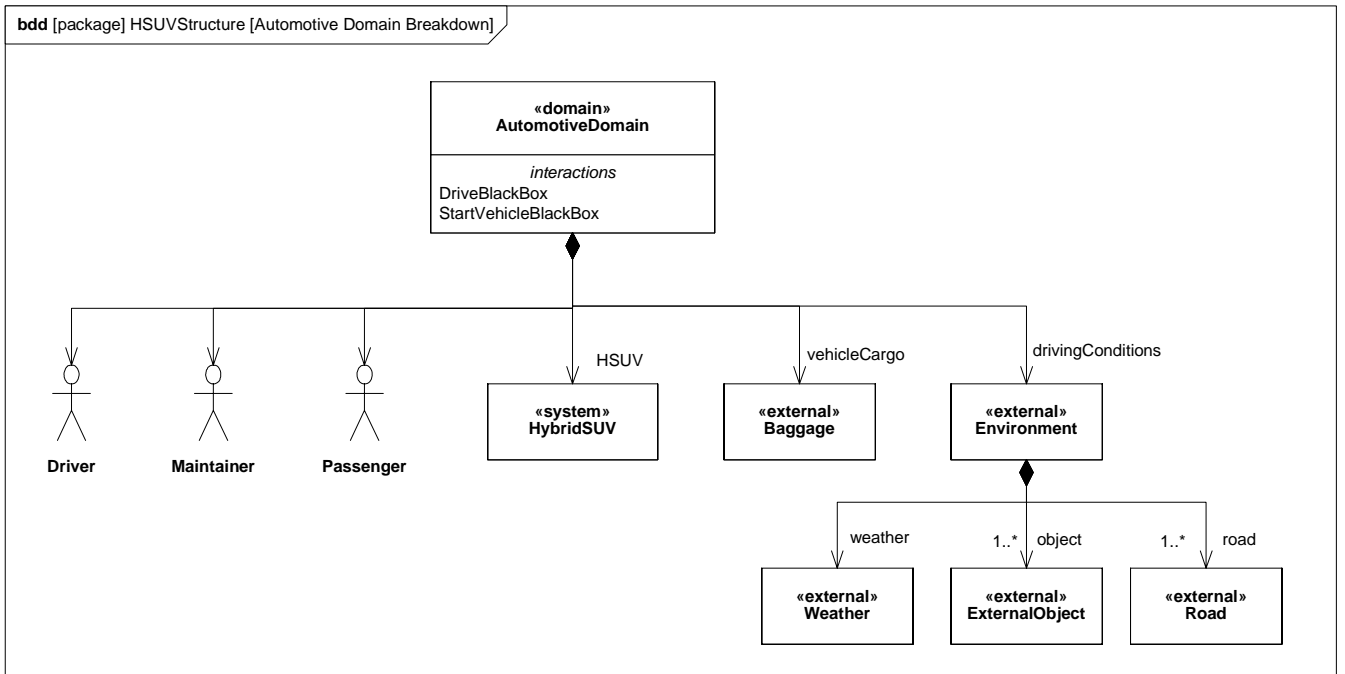 bdd [package] HSUVStructure [Automotive Domain Breakdown]
«domain»
AutomotiveDomain
interactions
DriveBlackBox
StartVehicleBlackBox
HSUV
vehicleCargo
drivingConditions
«system»
HybridSUV
«external»
Baggage
«external»
Environment
Driver
Maintainer
Passenger
weather
1..* object
1..* road
«external»
Weather
«external»
ExternalObject
«external»
Road